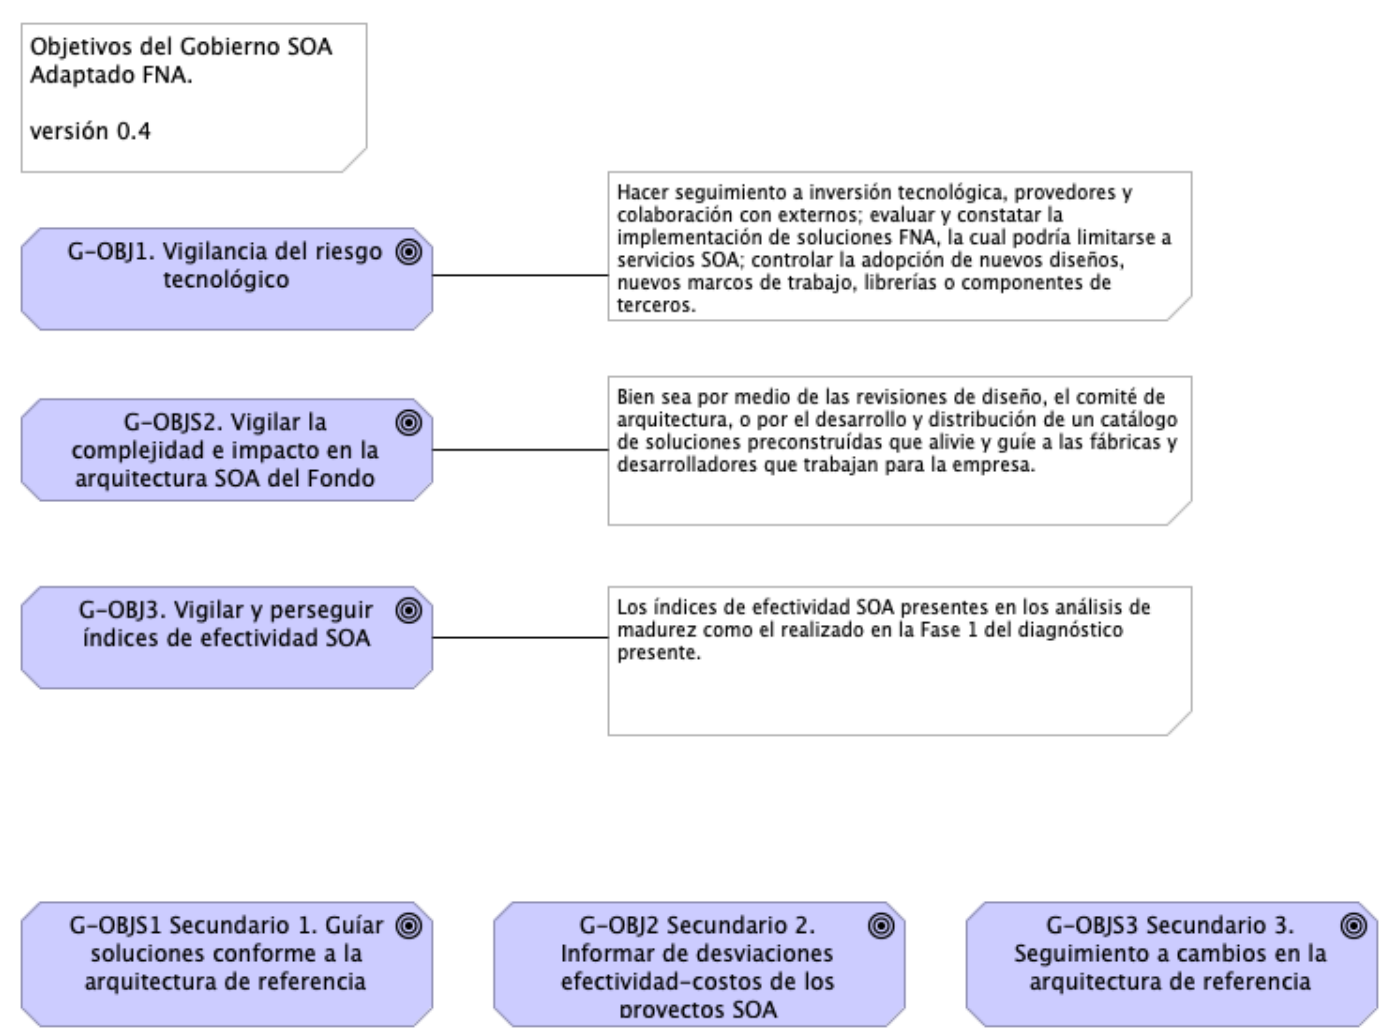 Objetivos del Gobierno SOA
Adaptado FNA.
versión 0.4
G-OBJ1. Vigilancia del riesgo
tecnológico
Hacer seguimiento a inversión tecnológica, provedores y
colaboración con externos; evaluar y constatar la
implementación de soluciones FNA, la cual podría limitarse a
servicios SOA; controlar la adopción de nuevos diseños,
nuevos marcos de trabajo, librerías o componentes de
terceros.
G-OBJS2. Vigilar la
complejidad e impacto en la
arquitectura SOA del Fondo
Bien sea por medio de las revisiones de diseño, el comité de
arquitectura, o por el desarrollo y distribución de un catálogo
de soluciones preconstruídas que alivie y guíe a las fábricas y
desarrolladores que trabajan para la empresa.
G-OBJ3. Vigilar y perseguir
índices de efectividad SOA
Los índices de efectividad SOA presentes en los análisis de
madurez como el realizado en la Fase 1 del diagnóstico
presente.
G-OBJS1 Secundario 1. Guíar
soluciones conforme a la
arquitectura de referencia
G-OBJ2 Secundario 2.
Informar de desviaciones
efectividad-costos de los
proyectos SOA
G-OBJS3 Secundario 3.
Seguimiento a cambios en la
arquitectura de referencia